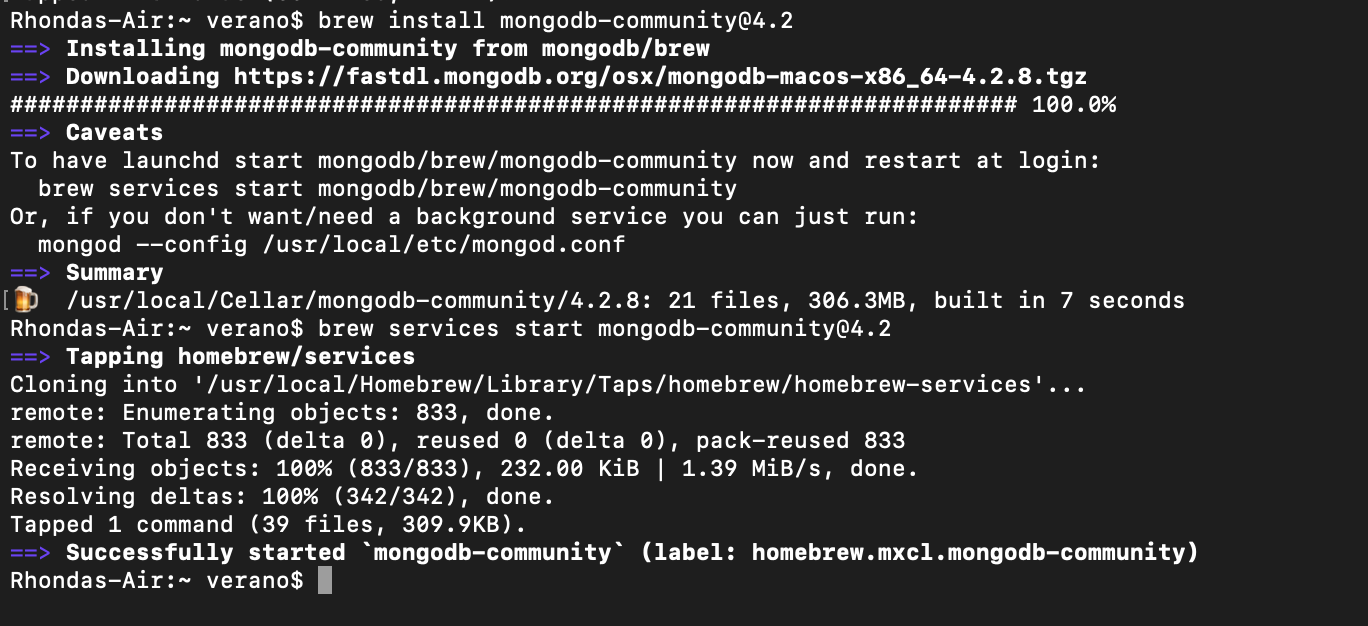 Rhondas-Air:~ verano$ brew install mongodb-community@4.2
==> Installing mongodb-community from mongodb/brew
==> Downloading https://fastdl.mongodb.org/osx/mongodb-macos-x86_64-4.2.8.tgz
######################################################################## 100.0%
==> Caveats
To have launchd start mongodb/brew/mongodb-community now and restart at login:
  brew services start mongodb/brew/mongodb-community
Or, if you don't want/need a background service you can just run:
  mongod --config /usr/local/etc/mongod.conf
==> Summary
[🍺  /usr/local/Cellar/mongodb-community/4.2.8: 21 files, 306.3MB, built in 7 seconds
Rhondas-Air:~ verano$ brew services start mongodb-community@4.2
==> Tapping homebrew/services
Cloning into '/usr/local/Homebrew/Library/Taps/homebrew/homebrew-services'...
remote: Enumerating objects: 833, done.
remote: Total 833 (delta 0), reused 0 (delta 0), pack-reused 833
Receiving objects: 100% (833/833), 232.00 KiB | 1.39 MiB/s, done.
Resolving deltas: 100% (342/342), done.
Tapped 1 command (39 files, 309.9KB).
==> Successfully started `mongodb-community` (label: homebrew.mxcl.mongodb-community)
Rhondas-Air:~ verano$